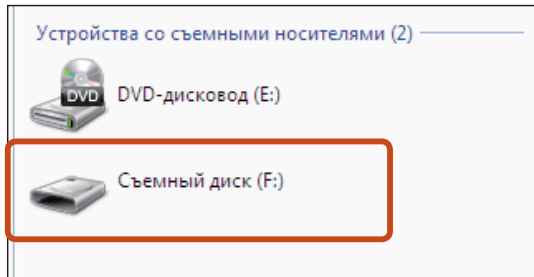 Устройства со съемными носителями (2)
DVD
DVD-дисковод (E:)
Съемный диск (F:)